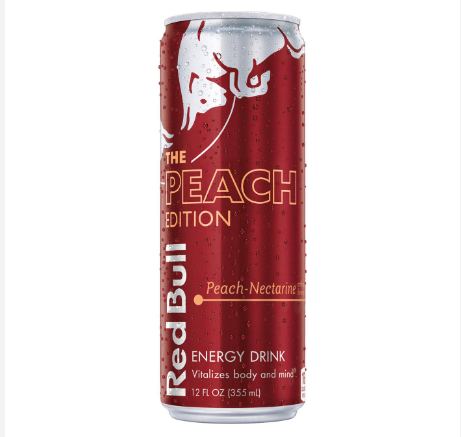 THE
PEACH
EDITION
Peach-Nectarine
Red Bull
ENERGY DRINK
Vitalizes body and mind®.
12 FL OZ (355 mL)